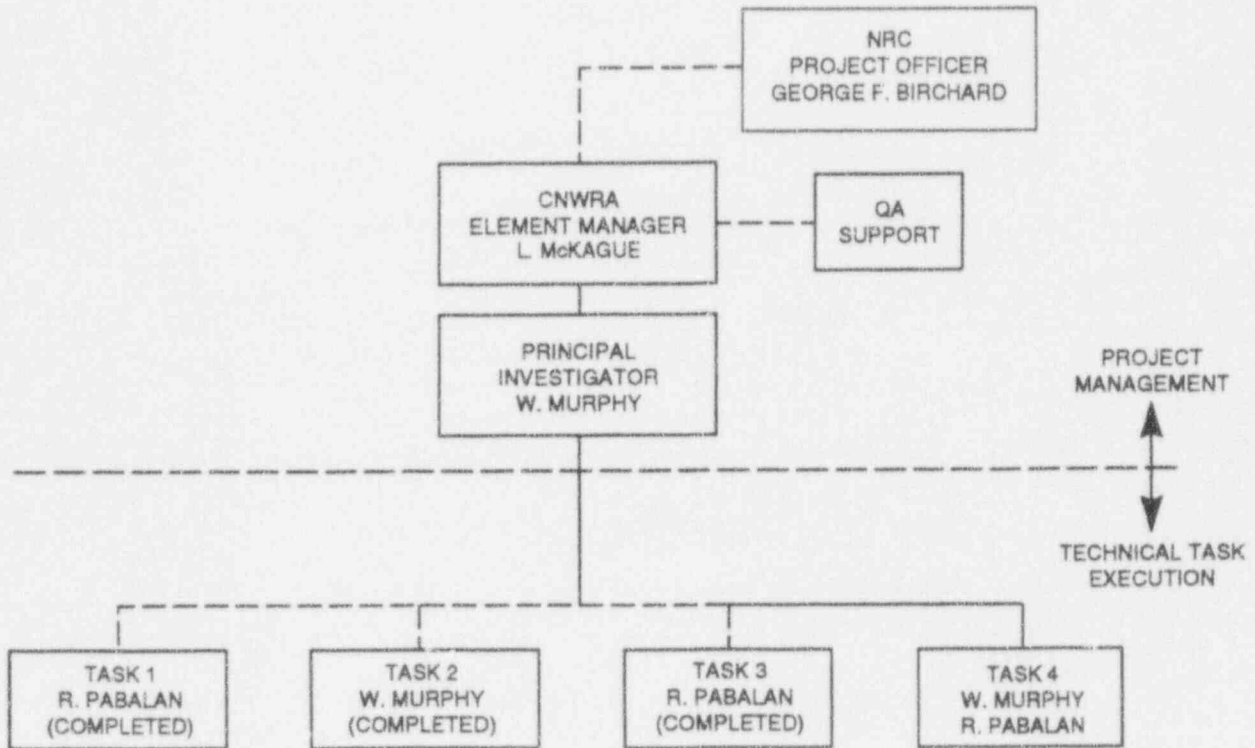 NRC
PROJECT OFFICER
GEORGE F. BIRCHARD
CNWRA
ELEMENT MANAGER
L. McKAGUE
QA
SUPPORT
PRINCIPAL
INVESTIGATOR
W. MURPHY
PROJECT
MANAGEMENT
TECHNICAL TASK
EXECUTION
TASK 1
R. PABALAN
(COMPLETED)
TASK 2
W. MURPHY
(COMPLETED)
TASK 3
R. PABALAN
(COMPLETED)
TASK 4
W. MURPHY
R. PABALAN